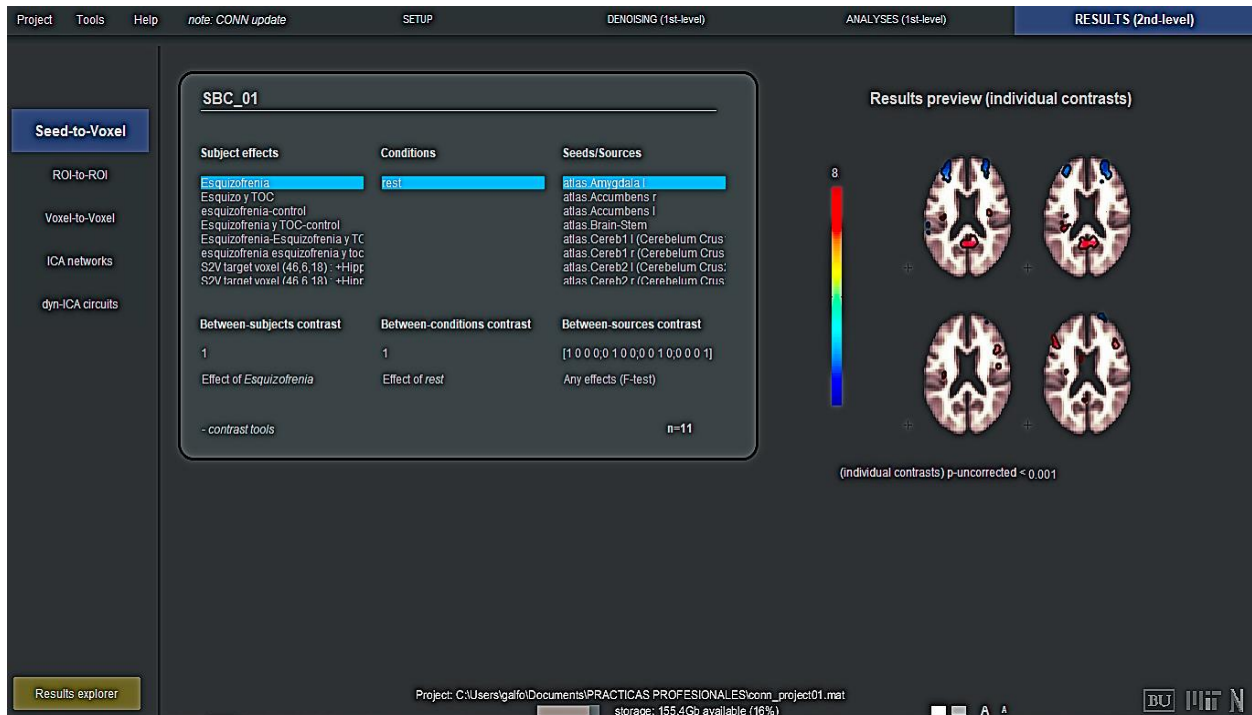 Project Tools Help note: CONN update SETUP DENOISING (1st-level) ANALYSES (1st-level) RESULTS (2nd-level)
Seed-to-Voxel
ROI-to-ROI
Voxel-to-Voxel
ICA networks
dyn-ICA circuits
SBC_01
Subject effects
Esquizofrenia
Esquizo y TOC
esquizofrenia-control
Esquizofrenia y TOC-control
Esquizofrenia-Esquizofrenia y TC
esquizofrenia esquizofrenia y toc
S2V target voxel (46,6,18) : +Hipp
S2V target voxel (46,6,18) : +Hipp
Conditions
rest
Seeds/Sources
atlas.Amygdala l
atlas.Accumbens r
atlas.Accumbens l
atlas.Brain-Stem
atlas.Cereb1 l (Cerebelum Crus
atlas.Cereb1 r (Cerebelum Crus
atlas.Cereb2 l (Cerebelum Crus:
atlas.Cereb2 r (Cerebelum Crus
Between-subjects contrast
1
Effect of Esquizofrenia
Between-conditions contrast
1
Effect of rest
Between-sources contrast
[1 0 0 0;0 1 0 0;0 0 1 0;0 0 0 1]
Any effects (F-test)
- contrast tools
n=11
Results preview (individual contrasts)
8
(individual contrasts) p-uncorrected < 0.001
Results explorer
Project: C:\Users\galfo\Documents\PRACTICAS PROFESIONALES\conn_project01.mat
storage: 155.4Gb available (16%)
A A
BU MIT N